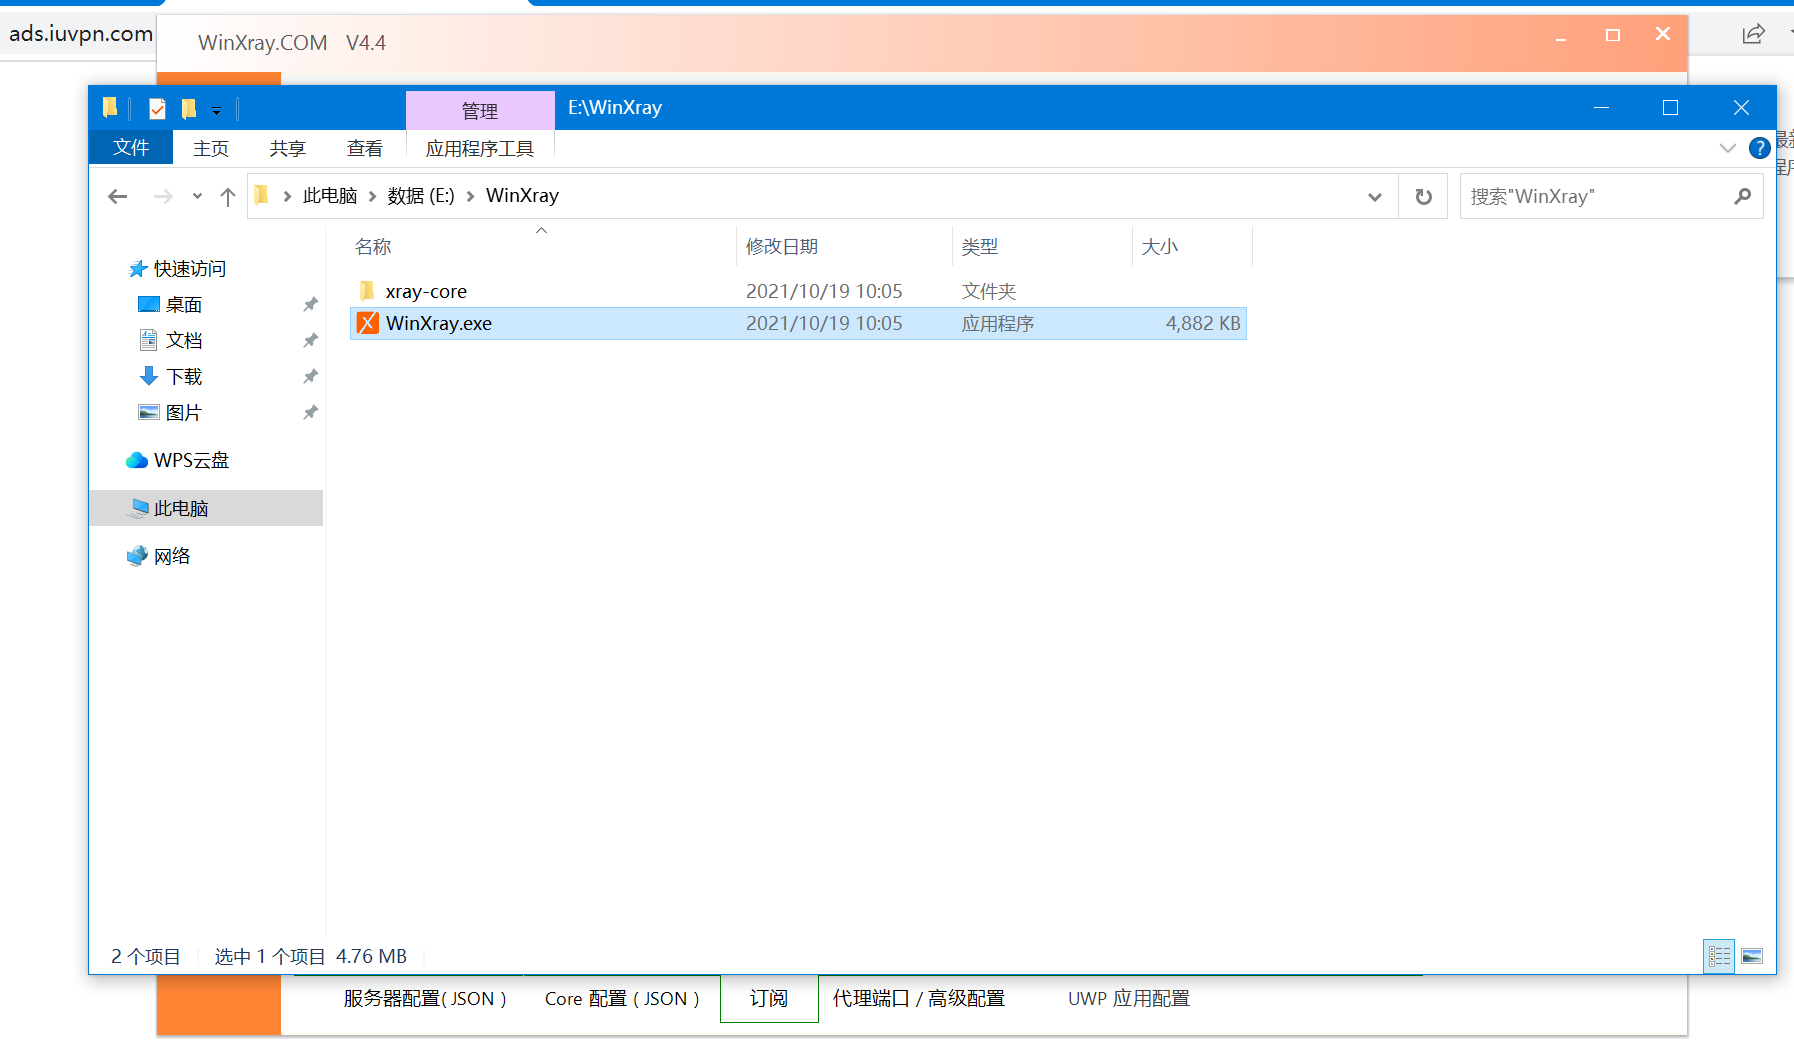 ads.iuvpn.com
WinXray.COM V4.4
管理
E:\WinXray
文件 主页 共享 查看 应用程序工具
此电脑 数据 (E:) WinXray
搜索"WinXray"
名称 修改日期 类型 大小
快速访问
桌面
文档
下载
图片
WPS云盘
此电脑
网络
xray-core 2021/10/19 10:05 文件夹
WinXray.exe 2021/10/19 10:05 应用程序 4,882 KB
2 个项目 选中 1 个项目 4.76 MB
服务器配置( JSON ) Core 配置 ( JSON ) 订阅 代理端口 / 高级配置 UWP 应用配置